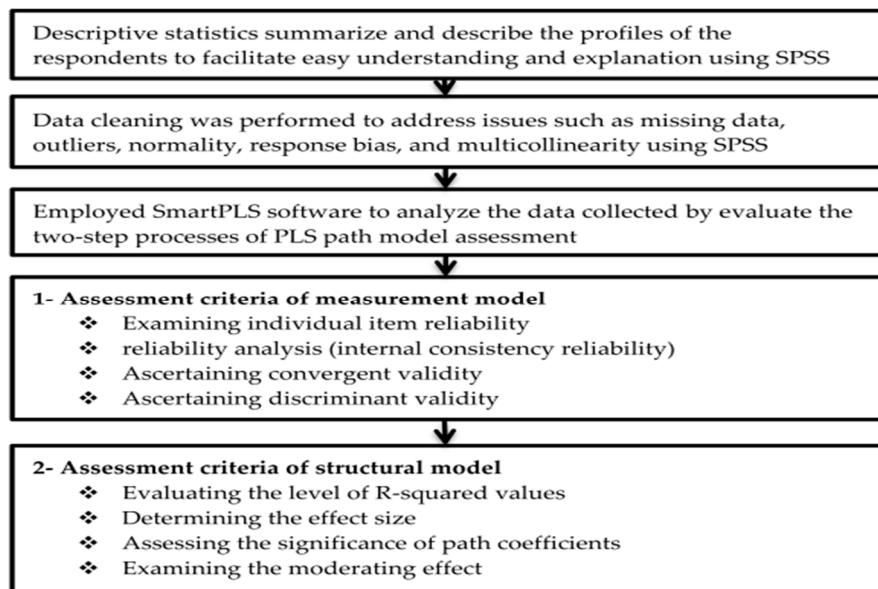 Descriptive statistics summarize and describe the profiles of the
respondents to facilitate easy understanding and explanation using SPSS
Data cleaning was performed to address issues such as missing data,
outliers, normality, response bias, and multicollinearity using SPSS
Employed SmartPLS software to analyze the data collected by evaluate the
two-step processes of PLS path model assessment
1- Assessment criteria of measurement model
❖ Examining individual item reliability
❖ reliability analysis (internal consistency reliability)
❖ Ascertaining convergent validity
❖ Ascertaining discriminant validity
2- Assessment criteria of structural model
❖ Evaluating the level of R-squared values
❖ Determining the effect size
❖ Assessing the significance of path coefficients
❖ Examining the moderating effect